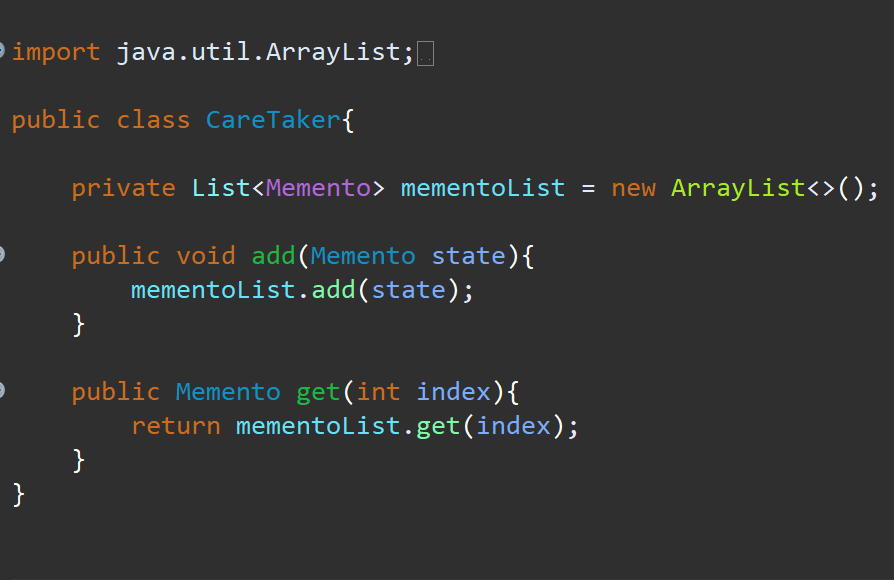 import java.util.ArrayList;
public class CareTaker{
private List<Memento> mementoList = new ArrayList<>();
public void add(Memento state){
mementoList.add(state);
}
public Memento get(int index){
return mementoList.get(index);
}
}